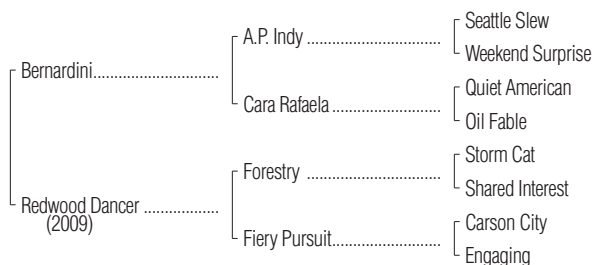 Seattle Slew
A.P. Indy ..................................
Weekend Surprise
Bernardini................................
Quiet American
Cara Rafaela ...........................
Oil Fable
Storm Cat
Forestry ..................................
Shared Interest
Redwood Dancer ...................
(2009)
Carson City
Fiery Pursuit...........................
Engaging